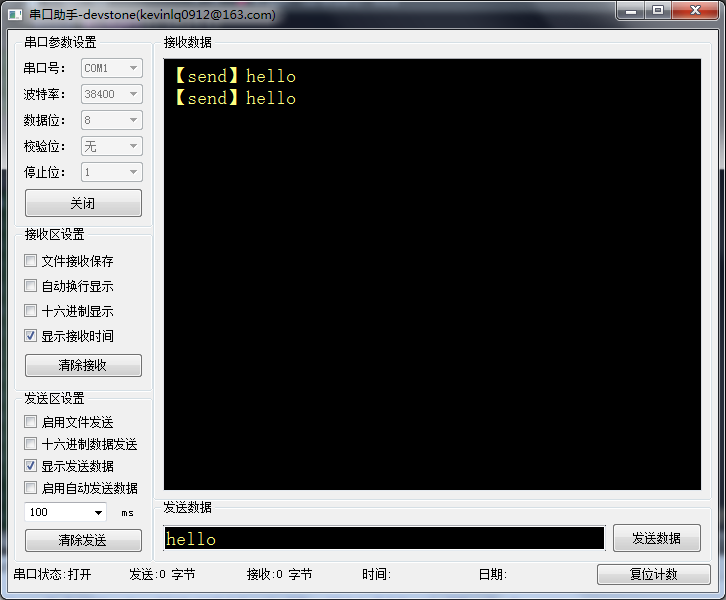 串口助手-devstone(kevinlq0912@163.com)
串口参数设置
串口号: COM1
波特率: 38400
数据位: 8
校验位: 无
停止位: 1
关闭
接收区设置
文件接收保存
自动换行显示
十六进制显示
显示接收时间
清除接收
发送区设置
启用文件发送
十六进制数据发送
显示发送数据
启用自动发送数据
100 ms
清除发送
接收数据
【send】hello
【send】hello
发送数据
hello 发送数据
串口状态:打开 发送:0 字节 接收:0 字节 时间: 日期: 复位计数